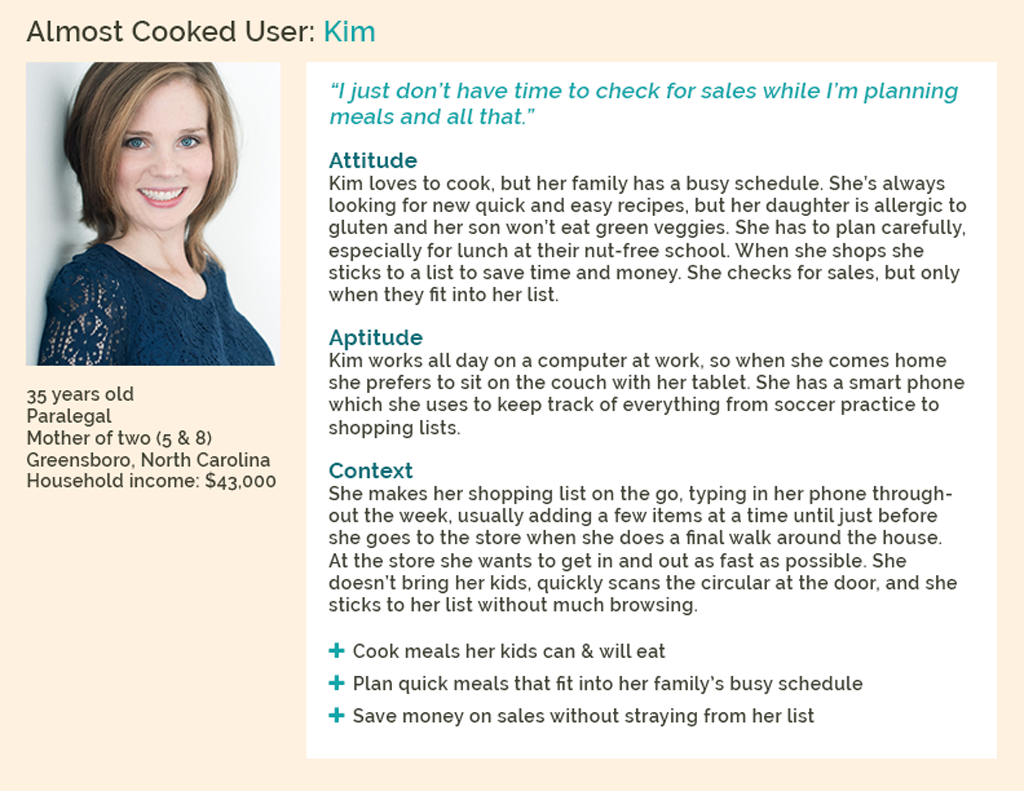 Almost Cooked User: Kim
“I just don’t have time to check for sales while I’m planning
meals and all that.”
Attitude
Kim loves to cook, but her family has a busy schedule. She’s always
looking for new quick and easy recipes, but her daughter is allergic to
gluten and her son won’t eat green veggies. She has to plan carefully,
especially for lunch at their nut-free school. When she shops she
sticks to a list to save time and money. She checks for sales, but only
when they fit into her list.
Aptitude
Kim works all day on a computer at work, so when she comes home
she prefers to sit on the couch with her tablet. She has a smart phone
which she uses to keep track of everything from soccer practice to
shopping lists.
Context
She makes her shopping list on the go, typing in her phone through-
out the week, usually adding a few items at a time until just before
she goes to the store when she does a final walk around the house.
At the store she wants to get in and out as fast as possible. She
doesn’t bring her kids, quickly scans the circular at the door, and she
sticks to her list without much browsing.
+ Cook meals her kids can & will eat
+ Plan quick meals that fit into her family’s busy schedule
+ Save money on sales without straying from her list
35 years old
Paralegal
Mother of two (5 & 8)
Greensboro, North Carolina
Household income: $43,000